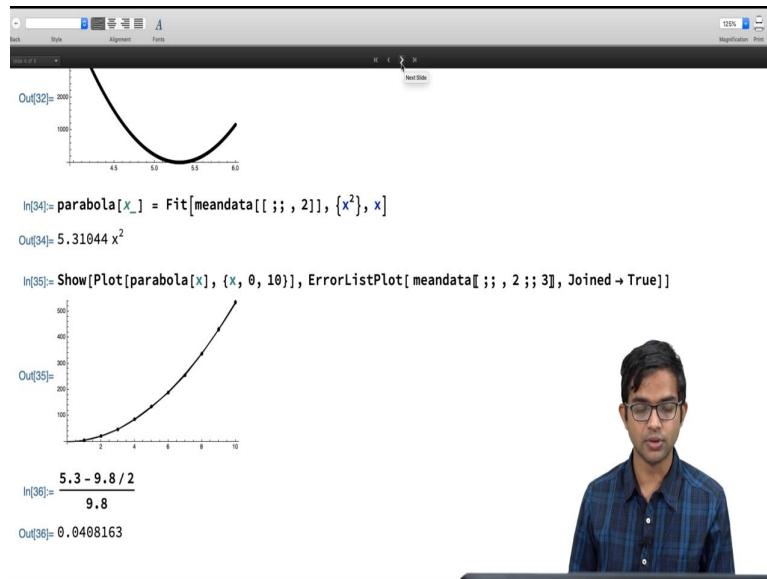 A
125%
Back Style Alignment Fonts Magnification Print
Next Slide
Out[32]=
2000
1000
4.5 5.0 5.5 6.0
In[34]:= parabola[x_] = Fit[meandata[[ ;; , 2]], {x², x}]
Out[34]= 5.31044 x²
In[35]:= Show[Plot[parabola[x], {x, 0, 10}], ErrorListPlot[ meandata〚 ;; , 2 ;; 3〛, Joined → True]]
Out[35]=
500
400
300
200
100
2 4 6 8 10
In[36]:= 5.3 - 9.8 / 2
9.8
Out[36]= 0.0408163